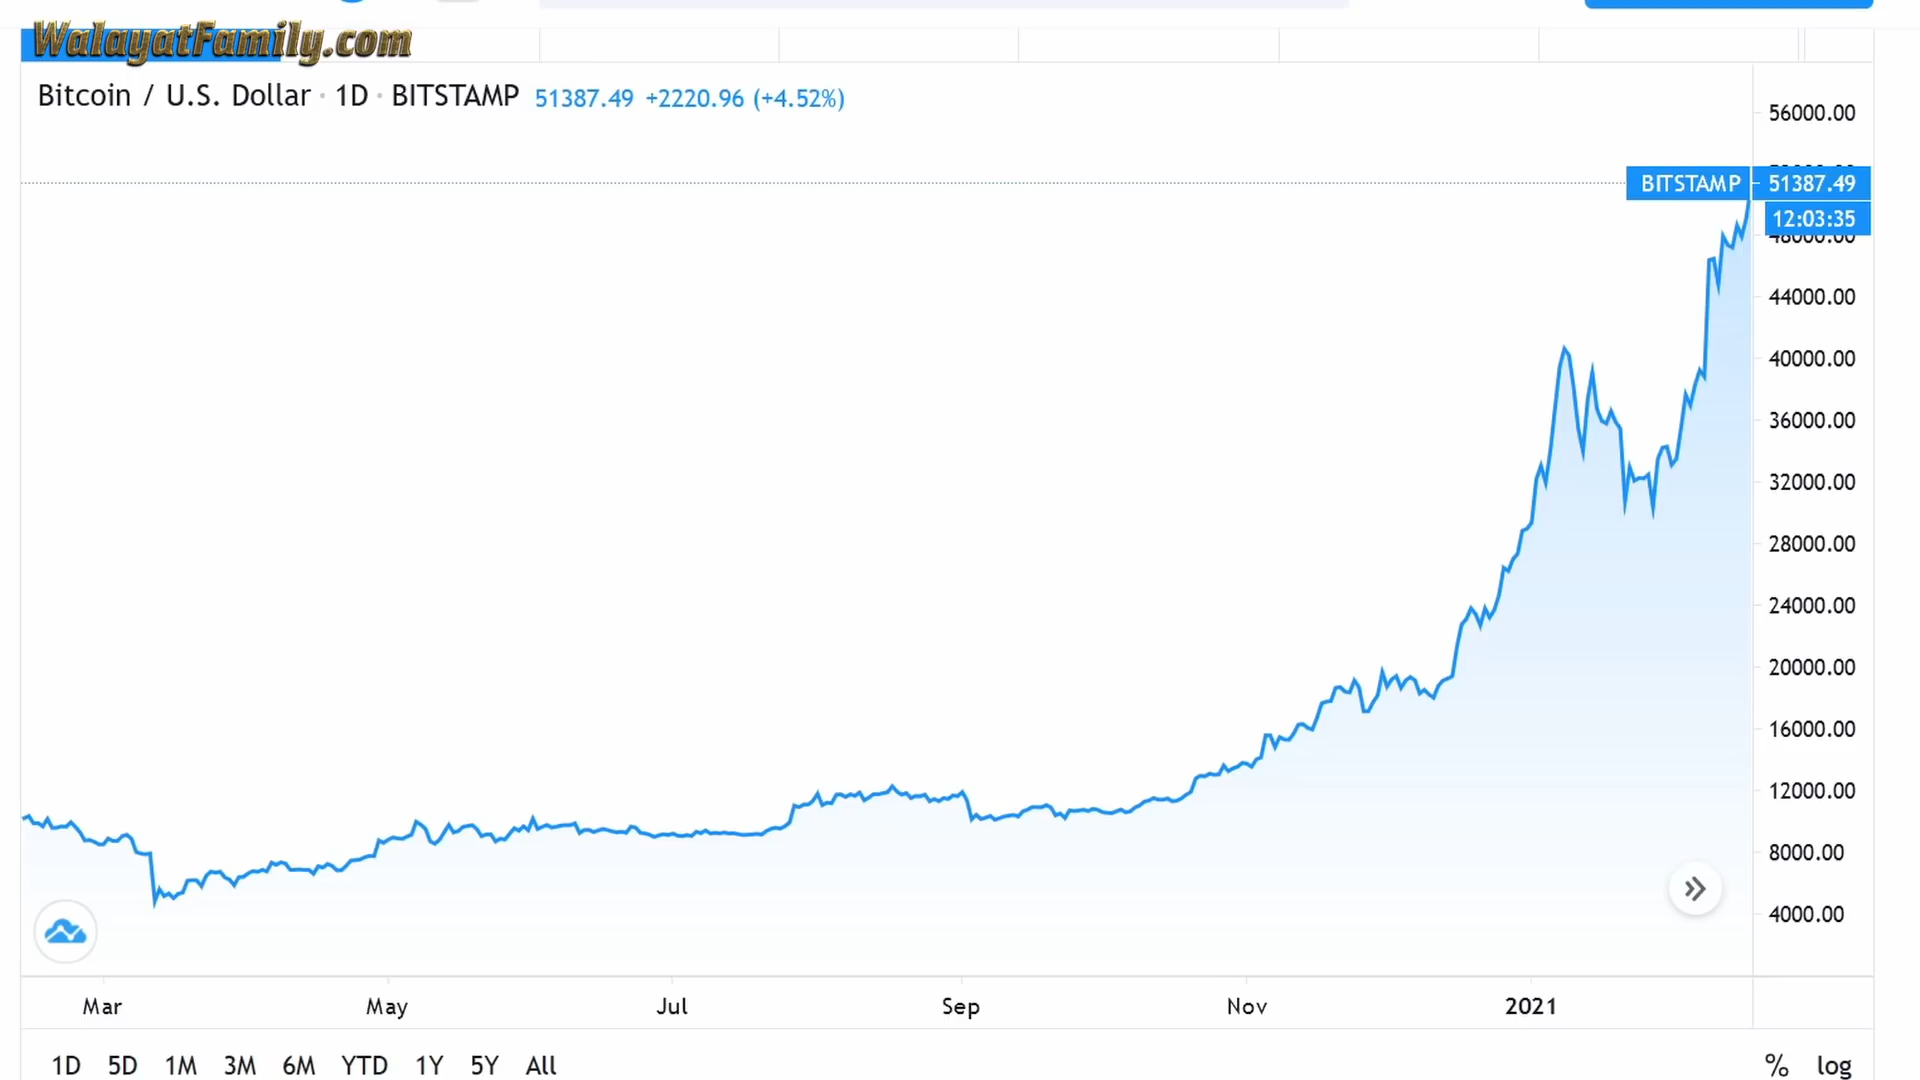 WalayatFamily.com
Bitcoin / U.S. Dollar · 1D · BITSTAMP 51387.49 +2220.96 (+4.52%)
56000.00
BITSTAMP 51387.49
12:03:35
48000.00
44000.00
40000.00
36000.00
32000.00
28000.00
24000.00
20000.00
16000.00
12000.00
8000.00
4000.00
Mar May Jul Sep Nov 2021
1D 5D 1M 3M 6M YTD 1Y 5Y All % log